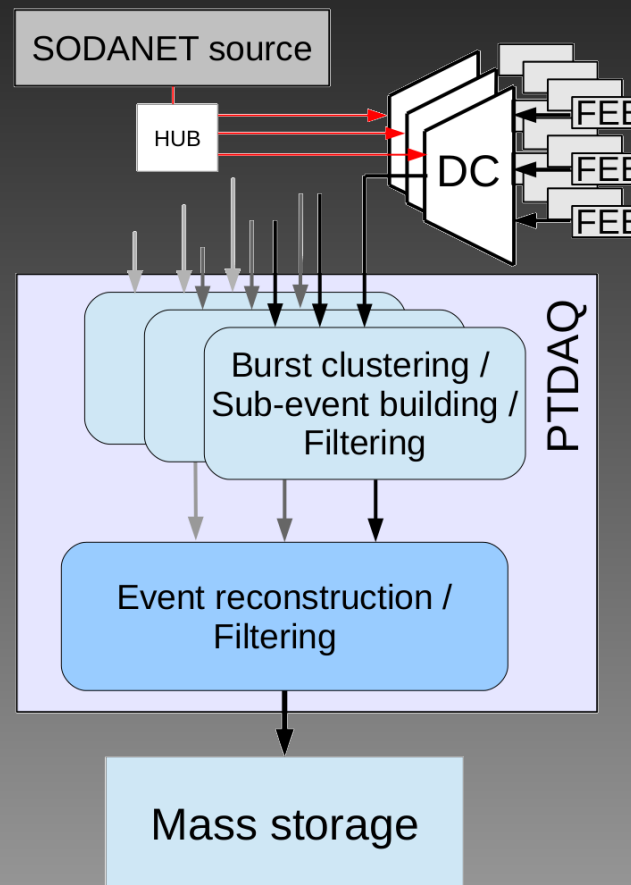 SODANET source
HUB
DC
FEE
FEE
FEE
PTDAQ
Burst clustering /
Sub-event building /
Filtering
Event reconstruction /
Filtering
Mass storage